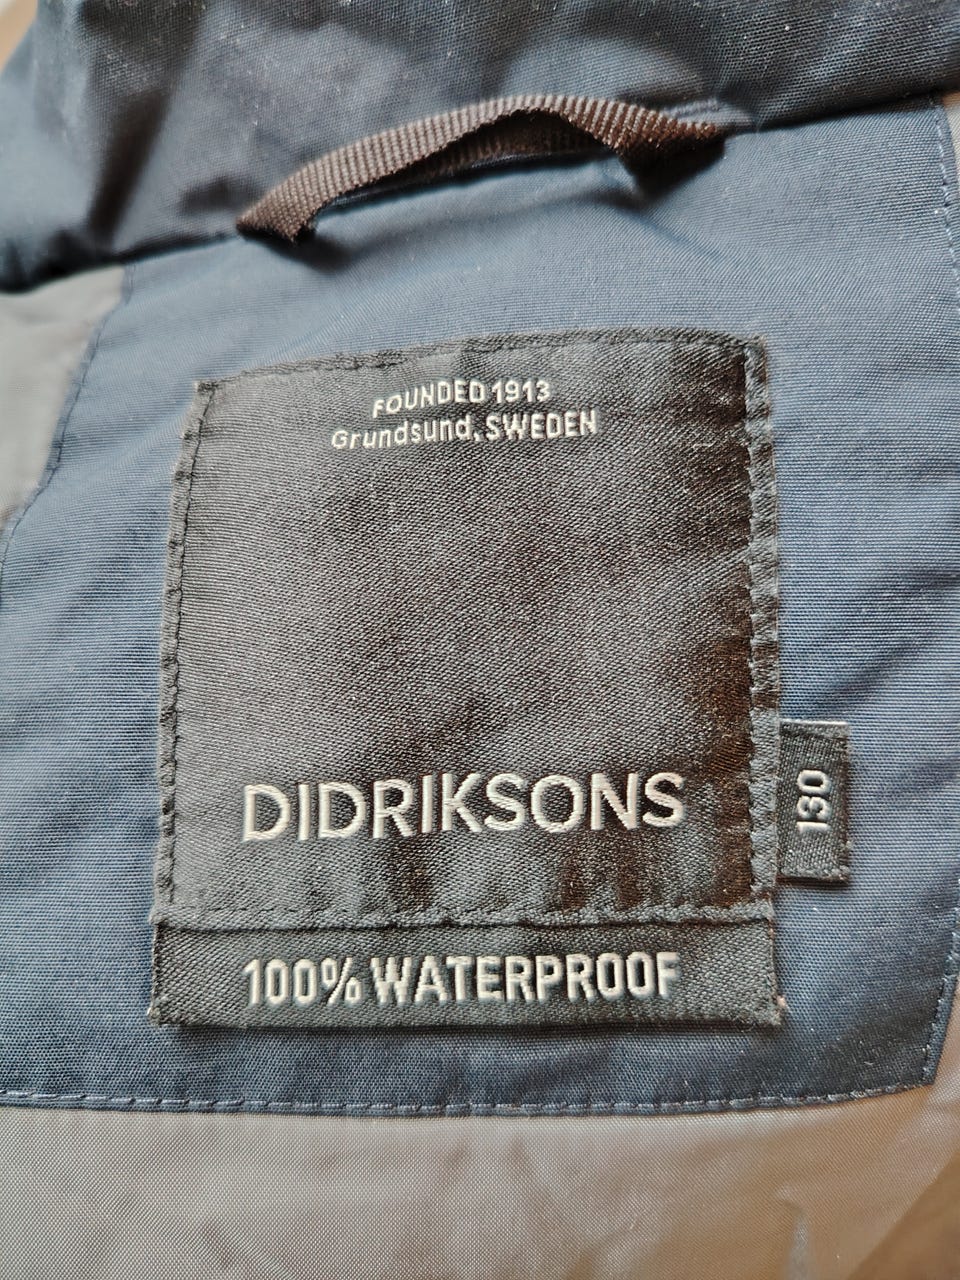 FOUNDED 1913
Grundsund, SWEDEN
DIDRIKSONS
130
100% WATERPROOF